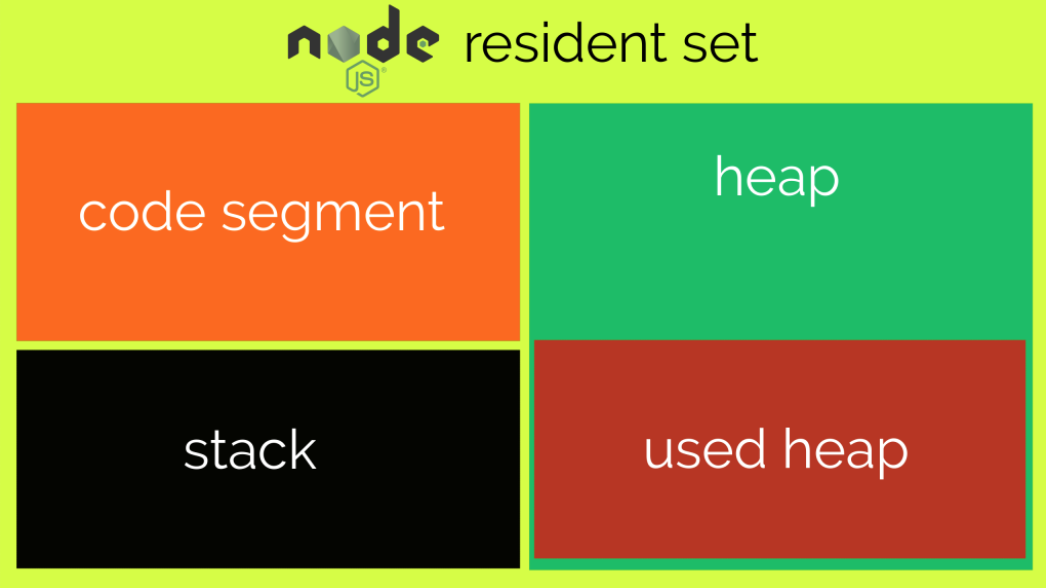 node resident set
JS
code segment
heap
stack
used heap